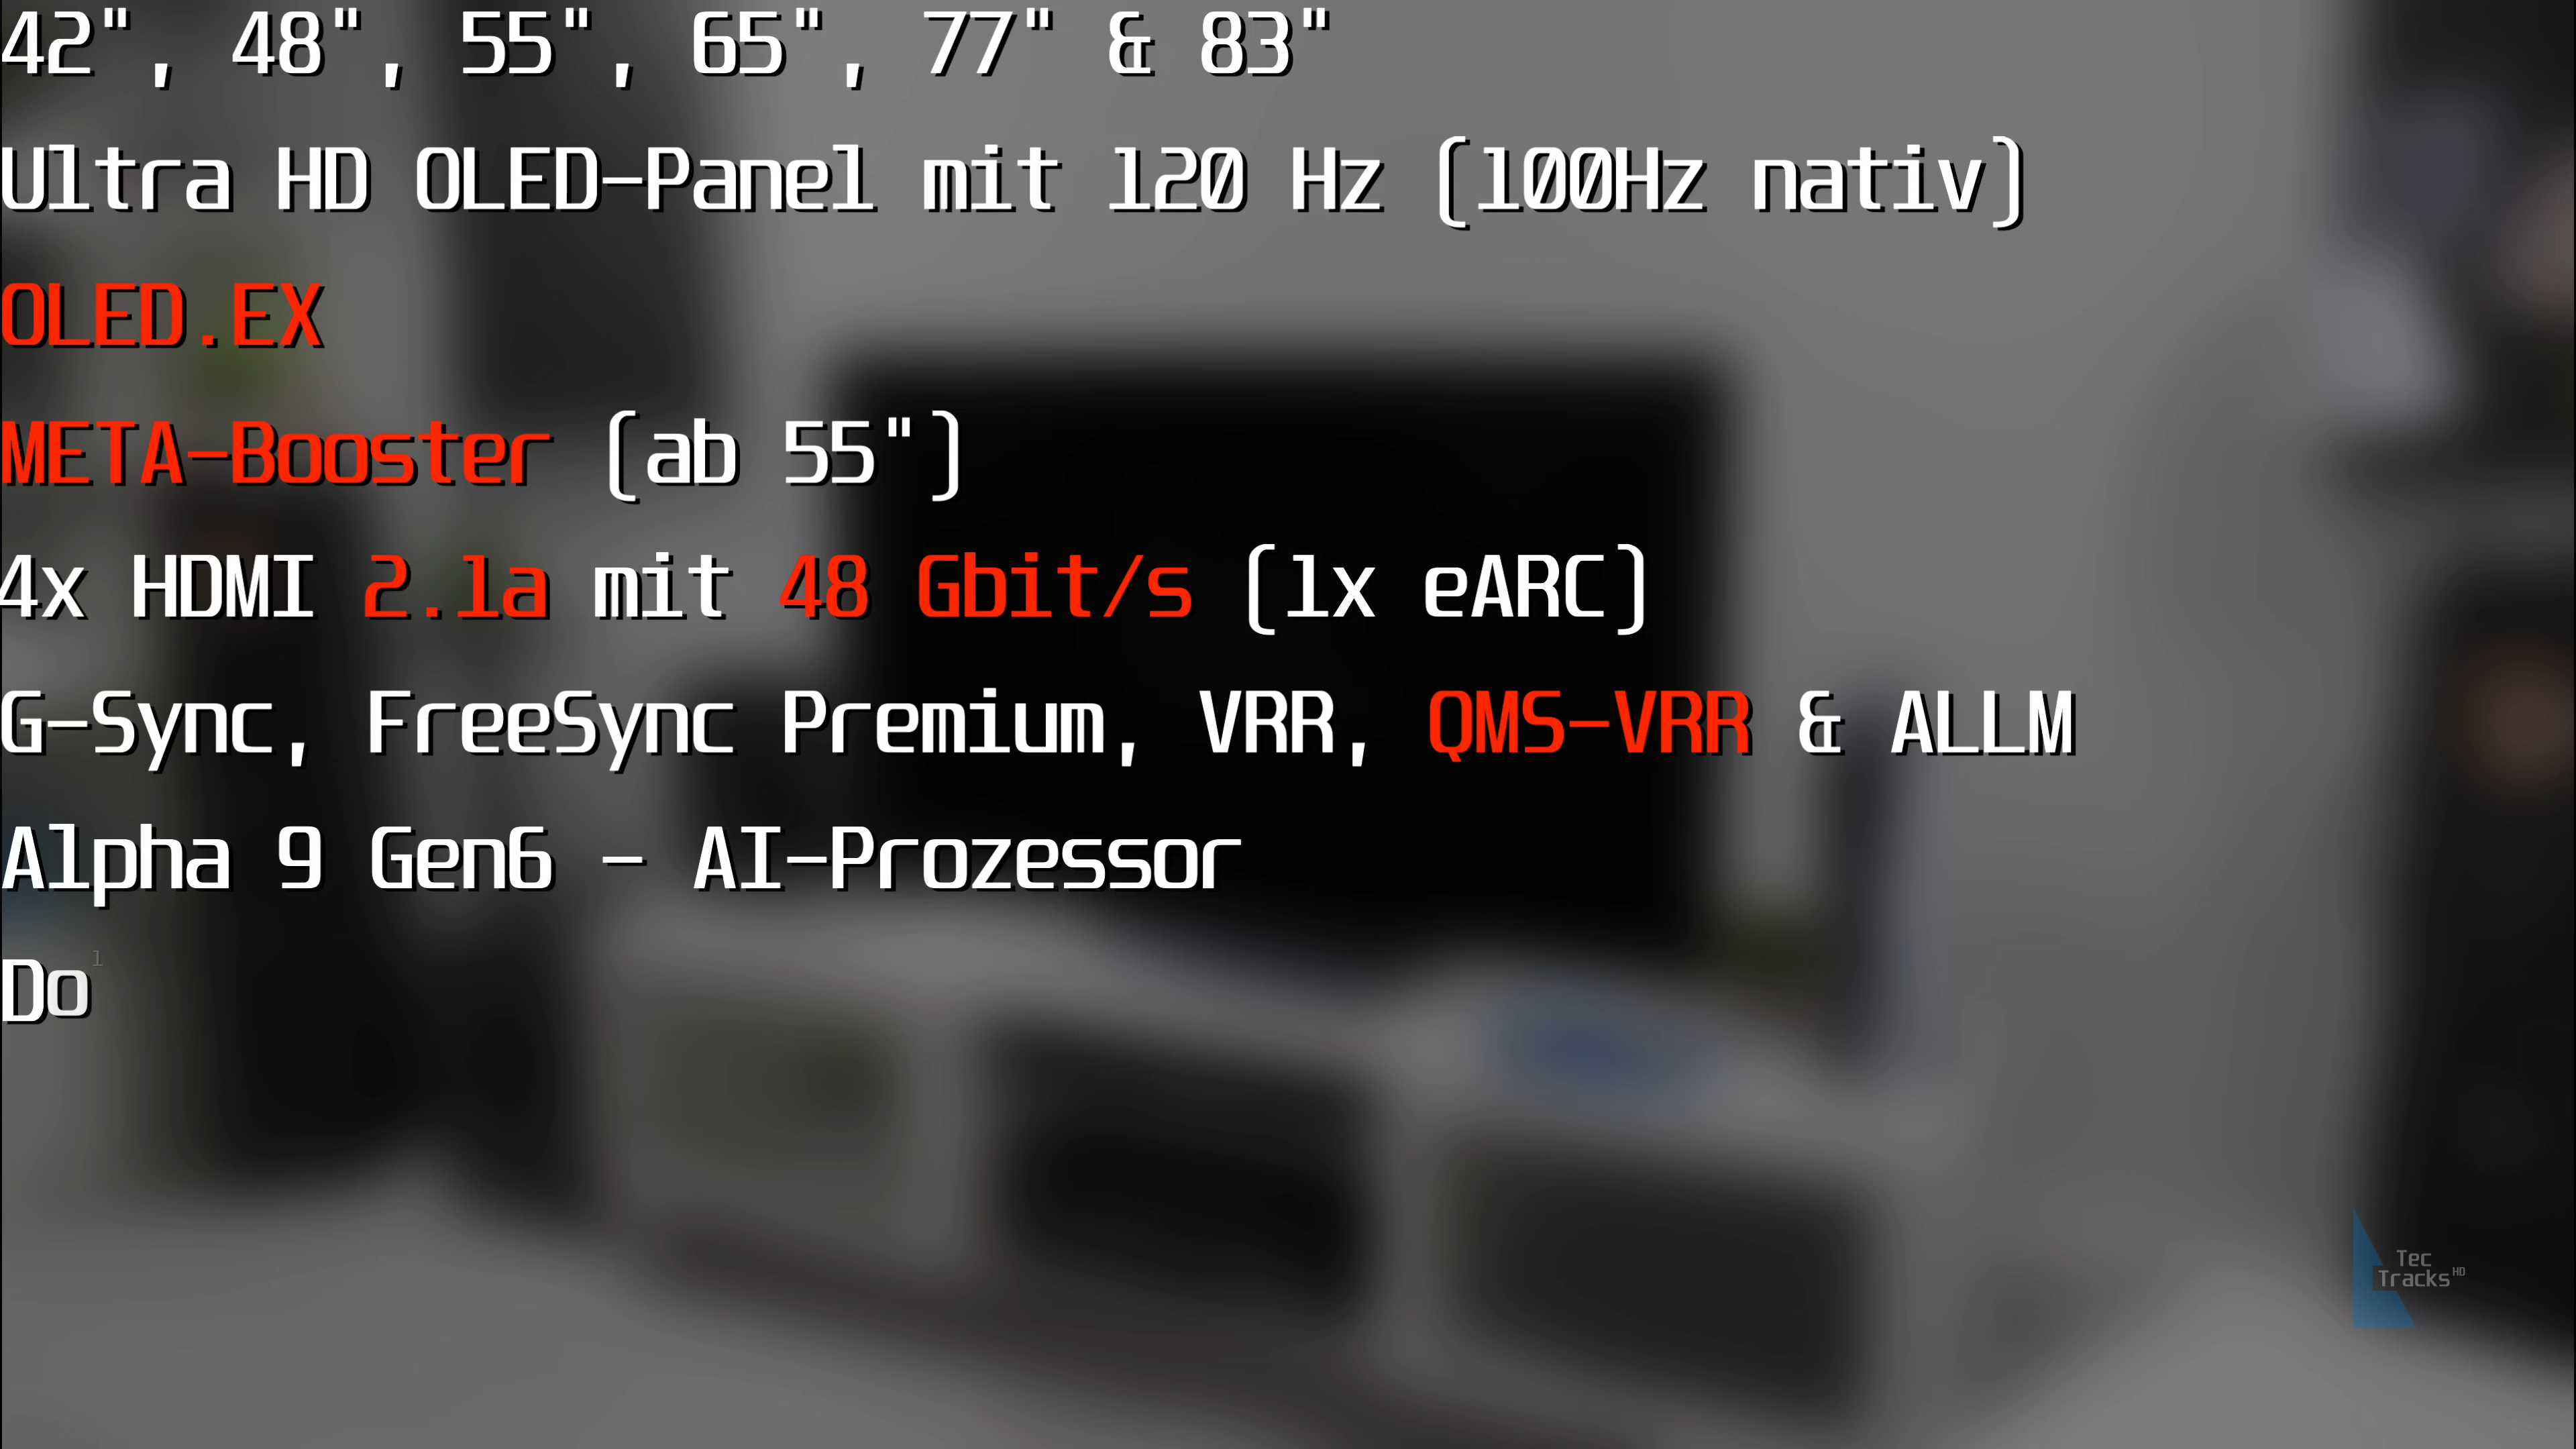 42", 48", 55", 65", 77" & 83"
Ultra HD OLED-Panel mit 120 Hz (100Hz nativ)
OLED.EX
META-Booster (ab 55")
4x HDMI 2.1a mit 48 Gbit/s (1x eARC)
G-Sync, FreeSync Premium, VRR, QMS-VRR & ALLM
Alpha 9 Gen6 - AI-Prozessor
Dol
Tec
Tracks HD